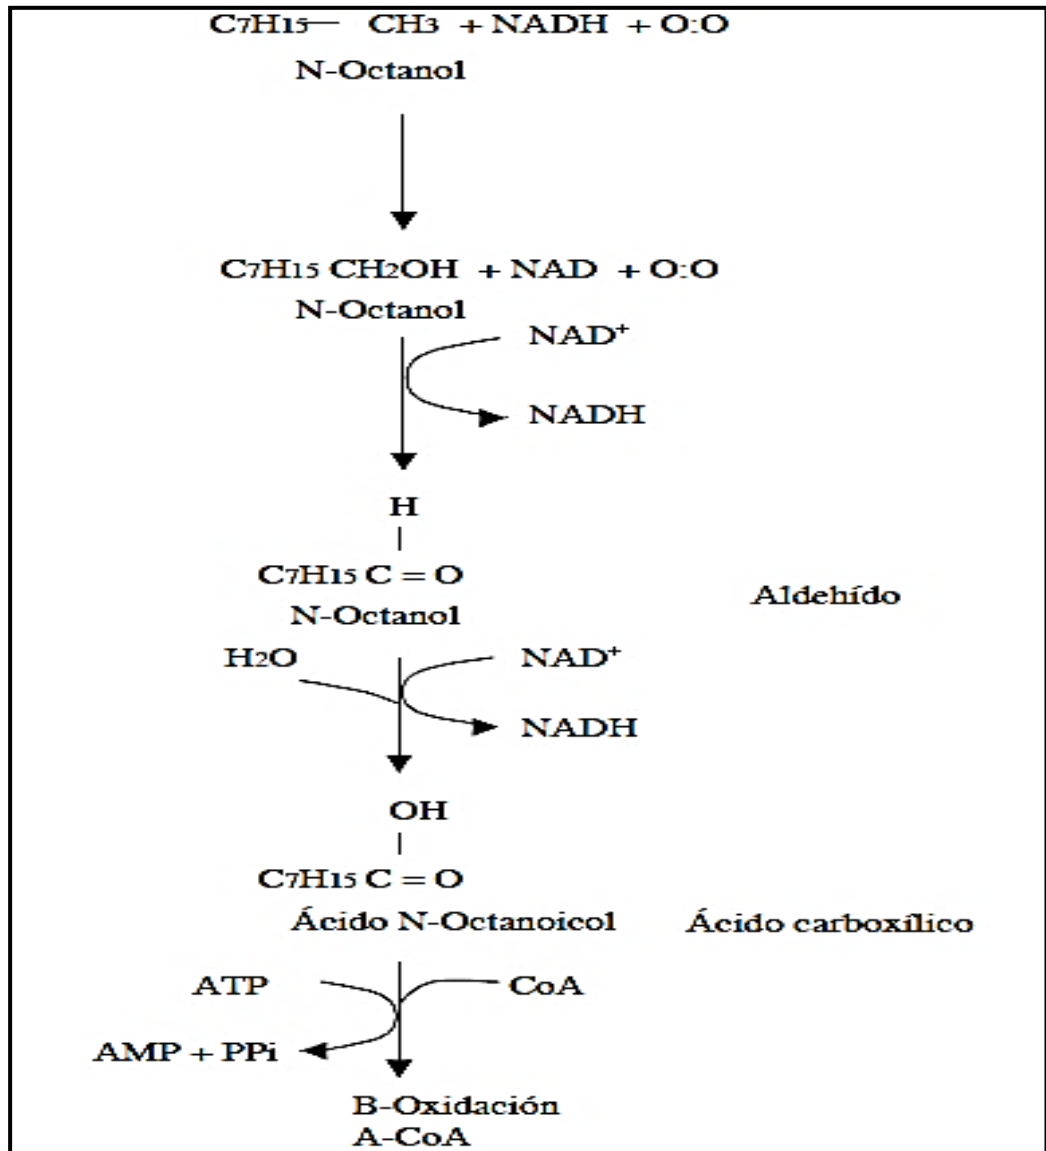 C7H15— CH3 + NADH + O:O
N-Octanol
C7H15 CH2OH + NAD + O:O
N-Octanol
NAD+
NADH
H
C7H15 C = O
Aldehído
N-Octanol
H2O NAD+
NADH
OH
C7H15 C = O
Ácido N-Octanoicol Ácido carboxílico
ATP CoA
AMP + PPi
B-Oxidación
A-CoA